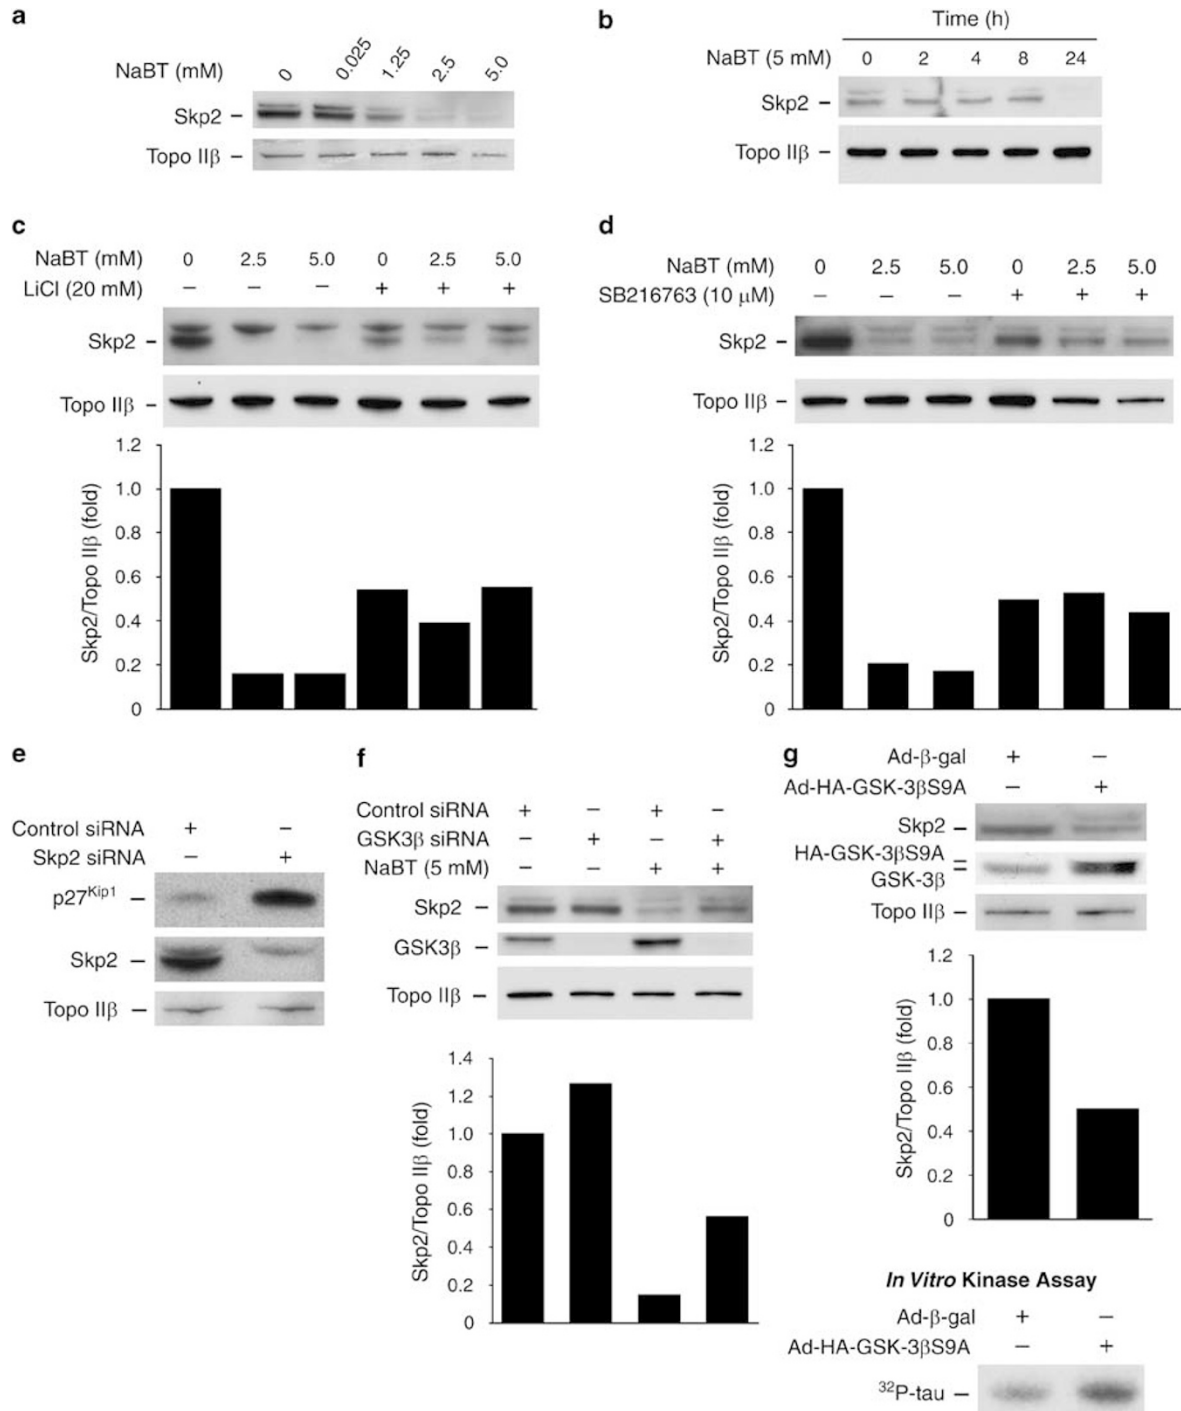 a
NaBT (mM) 0 0.025 1.25 2.5 5.0
Skp2 –
Topo IIβ –
b
Time (h)
NaBT (5 mM) 0 2 4 8 24
Skp2 –
Topo IIβ –
c
NaBT (mM) 0 2.5 5.0 0 2.5 5.0
LiCl (20 mM) – – – + + +
Skp2 –
Topo IIβ –
Skp2/Topo IIβ (fold)
1.2
1.0
0.8
0.6
0.4
0.2
0
d
NaBT (mM) 0 2.5 5.0 0 2.5 5.0
SB216763 (10 μM) – – – + + +
Skp2 –
Topo IIβ –
Skp2/Topo IIβ (fold)
1.2
1.0
0.8
0.6
0.4
0.2
0
e
Control siRNA + –
Skp2 siRNA – +
p27Kip1 –
Skp2 –
Topo IIβ –
f
Control siRNA + – + –
GSK3β siRNA – + – +
NaBT (5 mM) – – + +
Skp2 –
GSK3β –
Topo IIβ –
Skp2/Topo IIβ (fold)
1.4
1.2
1.0
0.8
0.6
0.4
0.2
0
g
Ad-β-gal + –
Ad-HA-GSK-3βS9A – +
Skp2 –
HA-GSK-3βS9A –
GSK-3β –
Topo IIβ –
Skp2/Topo IIβ (fold)
1.2
1.0
0.8
0.6
0.4
0.2
0
In Vitro Kinase Assay
Ad-β-gal + –
Ad-HA-GSK-3βS9A – +
32P-tau –